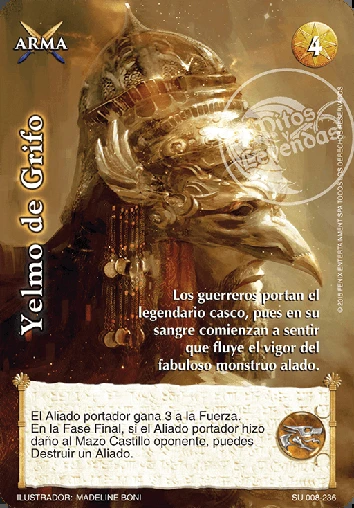 ARMA
4
Mitos y
Leyendas
Yelmo de Grifo
Los guerreros portan el
legendario casco, pues en su
sangre comienzan a sentir
que fluye el vigor del
fabuloso monstruo alado.
El Aliado portador gana 3 a la Fuerza.
En la Fase Final, si el Aliado portador hizo
daño al Mazo Castillo oponente, puedes
Destruir un Aliado.
ILUSTRADOR: MADELINE BONI
SU 008-236